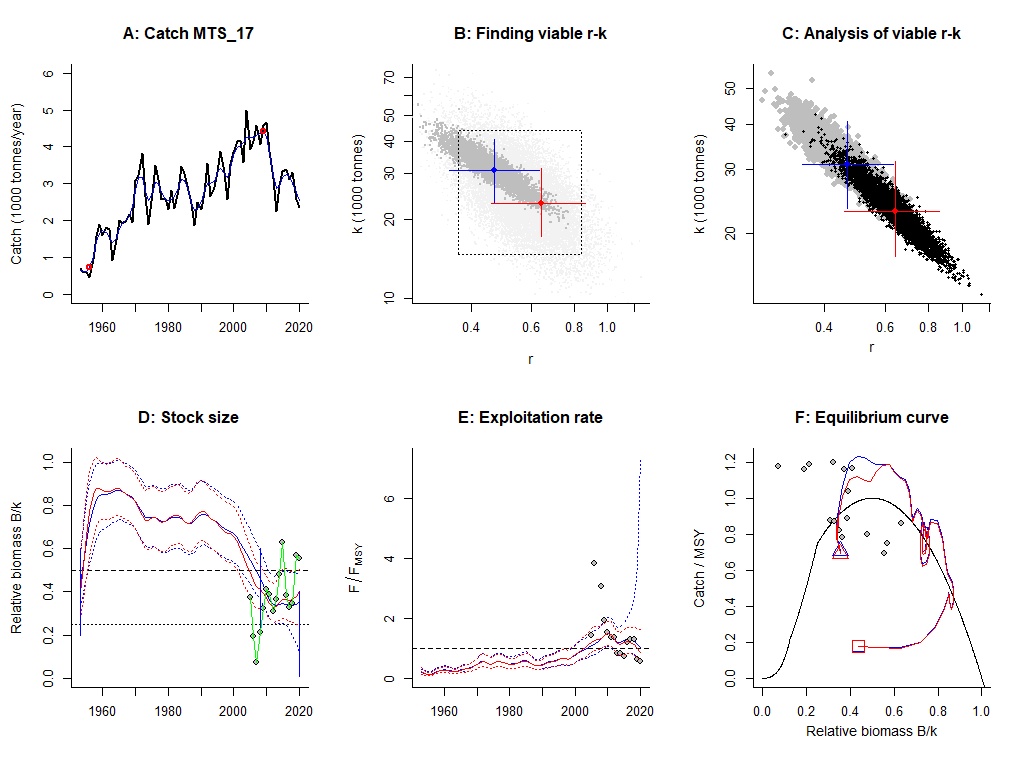 A: Catch MTS_17
B: Finding viable r-k
C: Analysis of viable r-k
Catch (1000 tonnes/year)
0 1 2 3 4 5 6
1960 1980 2000 2020
k (1000 tonnes)
10 20 30 40 50 70
0.4 0.6 0.8 1.0
r
k (1000 tonnes)
20 30 40 50
0.4 0.6 0.8 1.0
r
D: Stock size
E: Exploitation rate
F: Equilibrium curve
Relative biomass B/k
0.0 0.2 0.4 0.6 0.8 1.0
1960 1980 2000 2020
F / FMSY
0 2 4 6
1960 1980 2000 2020
Catch / MSY
0.0 0.2 0.4 0.6 0.8 1.0 1.2
0.0 0.2 0.4 0.6 0.8 1.0
Relative biomass B/k